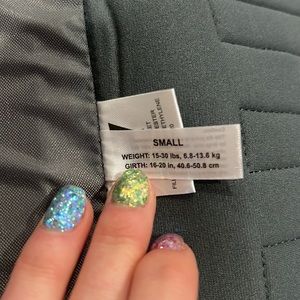 SMALL
WEIGHT: 15-30 lbs, 6.8-13.6 kg
GIRTH: 16-20 in, 40.6-50.8 cm